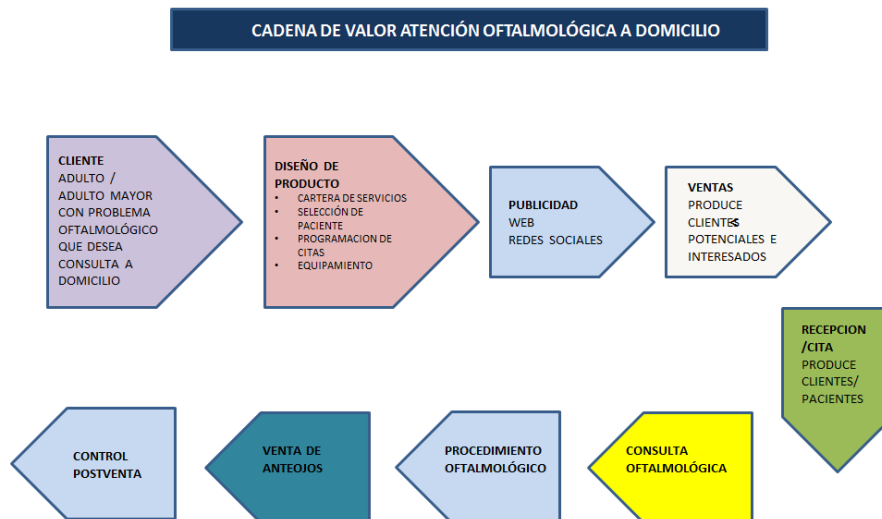 CADENA DE VALOR ATENCIÓN OFTALMOLÓGICA A DOMICILIO
CLIENTE
ADULTO /
ADULTO MAYOR
CON PROBLEMA
OFTALMOLÓGICO
QUE DESEA
CONSULTA A
DOMICILIO
DISEÑO DE
PRODUCTO
• CARTERA DE SERVICIOS
• SELECCIÓN DE
PACIENTE
• PROGRAMACION DE
CITAS
• EQUIPAMIENTO
PUBLICIDAD
WEB
REDES SOCIALES
VENTAS
PRODUCE
CLIENTES
POTENCIALES E
INTERESADOS
RECEPCION
/CITA
PRODUCE
CLIENTES/
PACIENTES
CONSULTA
OFTALMOLÓGICA
PROCEDIMIENTO
OFTALMOLÓGICO
VENTA DE
ANTEOJOS
CONTROL
POSTVENTA